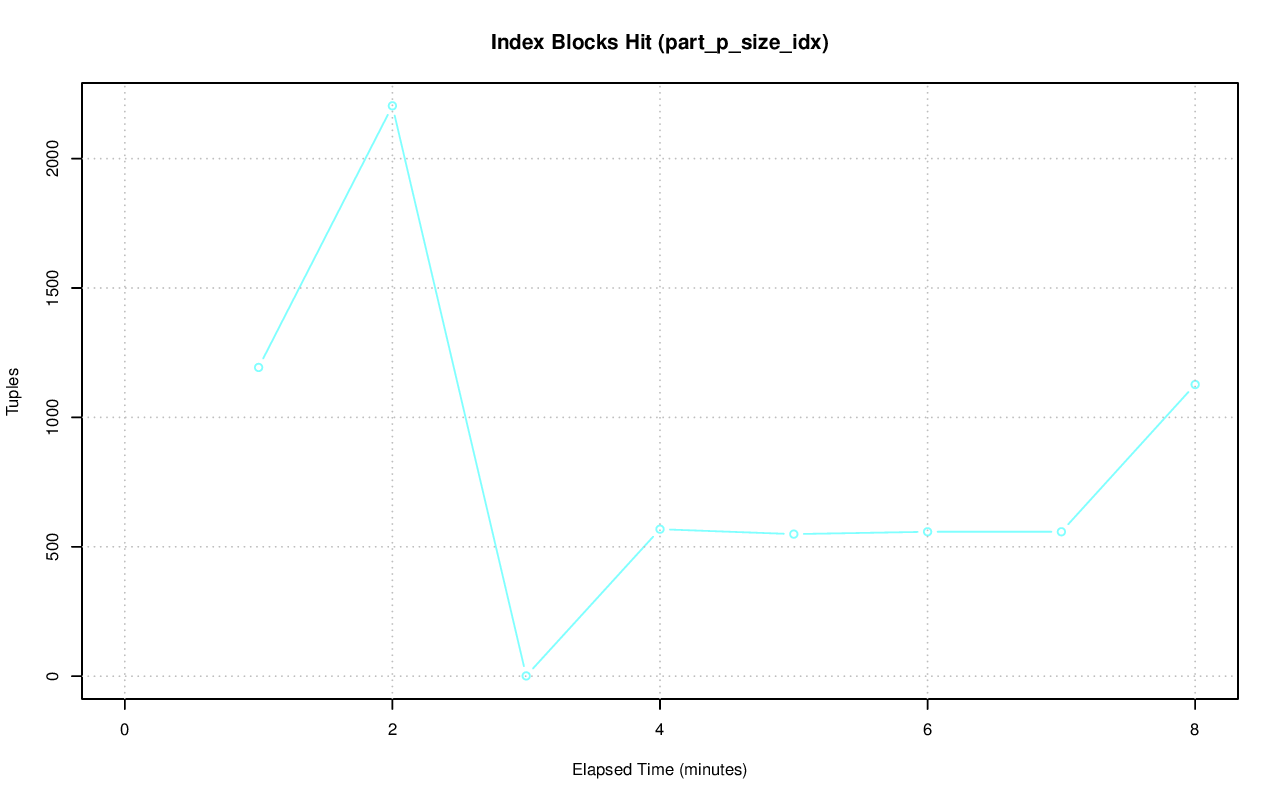 Index Blocks Hit (part_p_size_idx)
2000
1500
1000
500
0
Tuples
0 2 4 6 8
Elapsed Time (minutes)